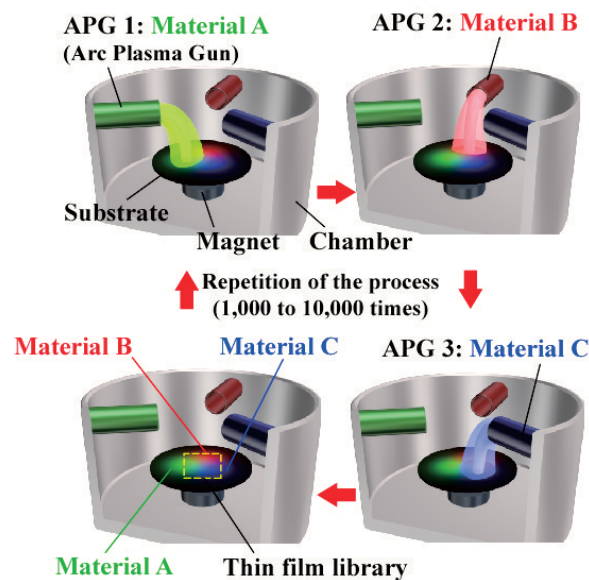 APG 1: Material A
(Arc Plasma Gun)
APG 2: Material B
Substrate
Magnet
Chamber
Repetition of the process
(1,000 to 10,000 times)
Material B
Material C
APG 3: Material C
Material A
Thin film library